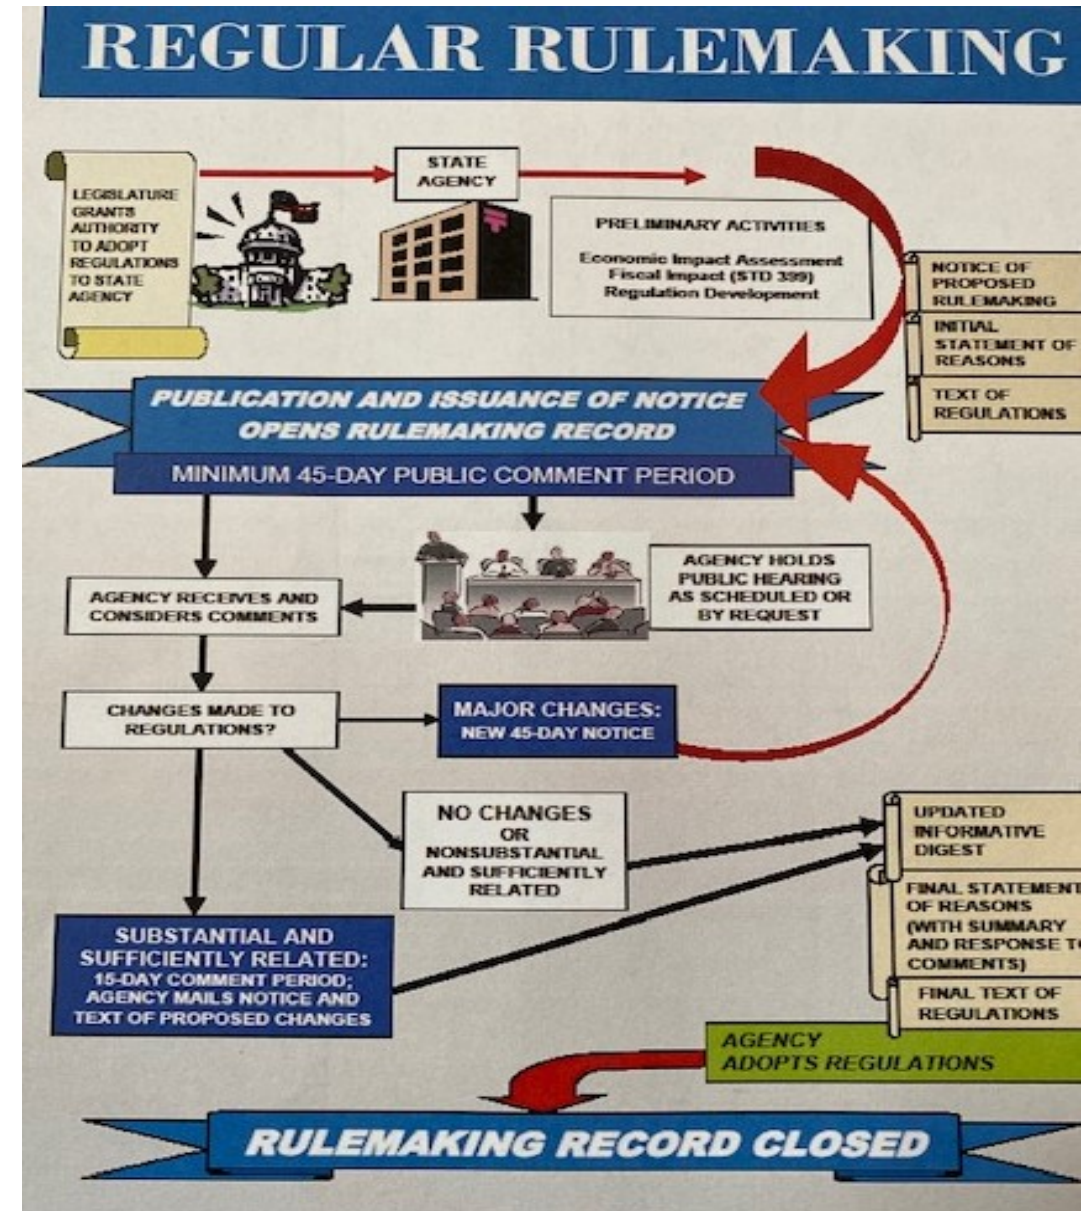 REGULAR RULEMAKING
LEGISLATURE
GRANTS
AUTHORITY
TO ADOPT
REGULATIONS
TO STATE
AGENCY
STATE
AGENCY
PRELIMINARY ACTIVITIES
Economic Impact Assessment
Fiscal Impact (STD 399)
Regulation Development
NOTICE OF
PROPOSED
RULEMAKING
INITIAL
STATEMENT OF
REASONS
TEXT OF
REGULATIONS
PUBLICATION AND ISSUANCE OF NOTICE
OPENS RULEMAKING RECORD
MINIMUM 45-DAY PUBLIC COMMENT PERIOD
AGENCY RECEIVES AND
CONSIDERS COMMENTS
AGENCY HOLDS
PUBLIC HEARING
AS SCHEDULED OR
BY REQUEST
CHANGES MADE TO
REGULATIONS?
MAJOR CHANGES:
NEW 45-DAY NOTICE
NO CHANGES
OR
NONSUBSTANTIAL
AND SUFFICIENTLY
RELATED
SUBSTANTIAL AND
SUFFICIENTLY RELATED:
15-DAY COMMENT PERIOD;
AGENCY MAILS NOTICE AND
TEXT OF PROPOSED CHANGES
UPDATED
INFORMATIVE
DIGEST
FINAL STATEMENT
OF REASONS
(WITH SUMMARY
AND RESPONSE TO
COMMENTS)
FINAL TEXT OF
REGULATIONS
AGENCY
ADOPTS REGULATIONS
RULEMAKING RECORD CLOSED